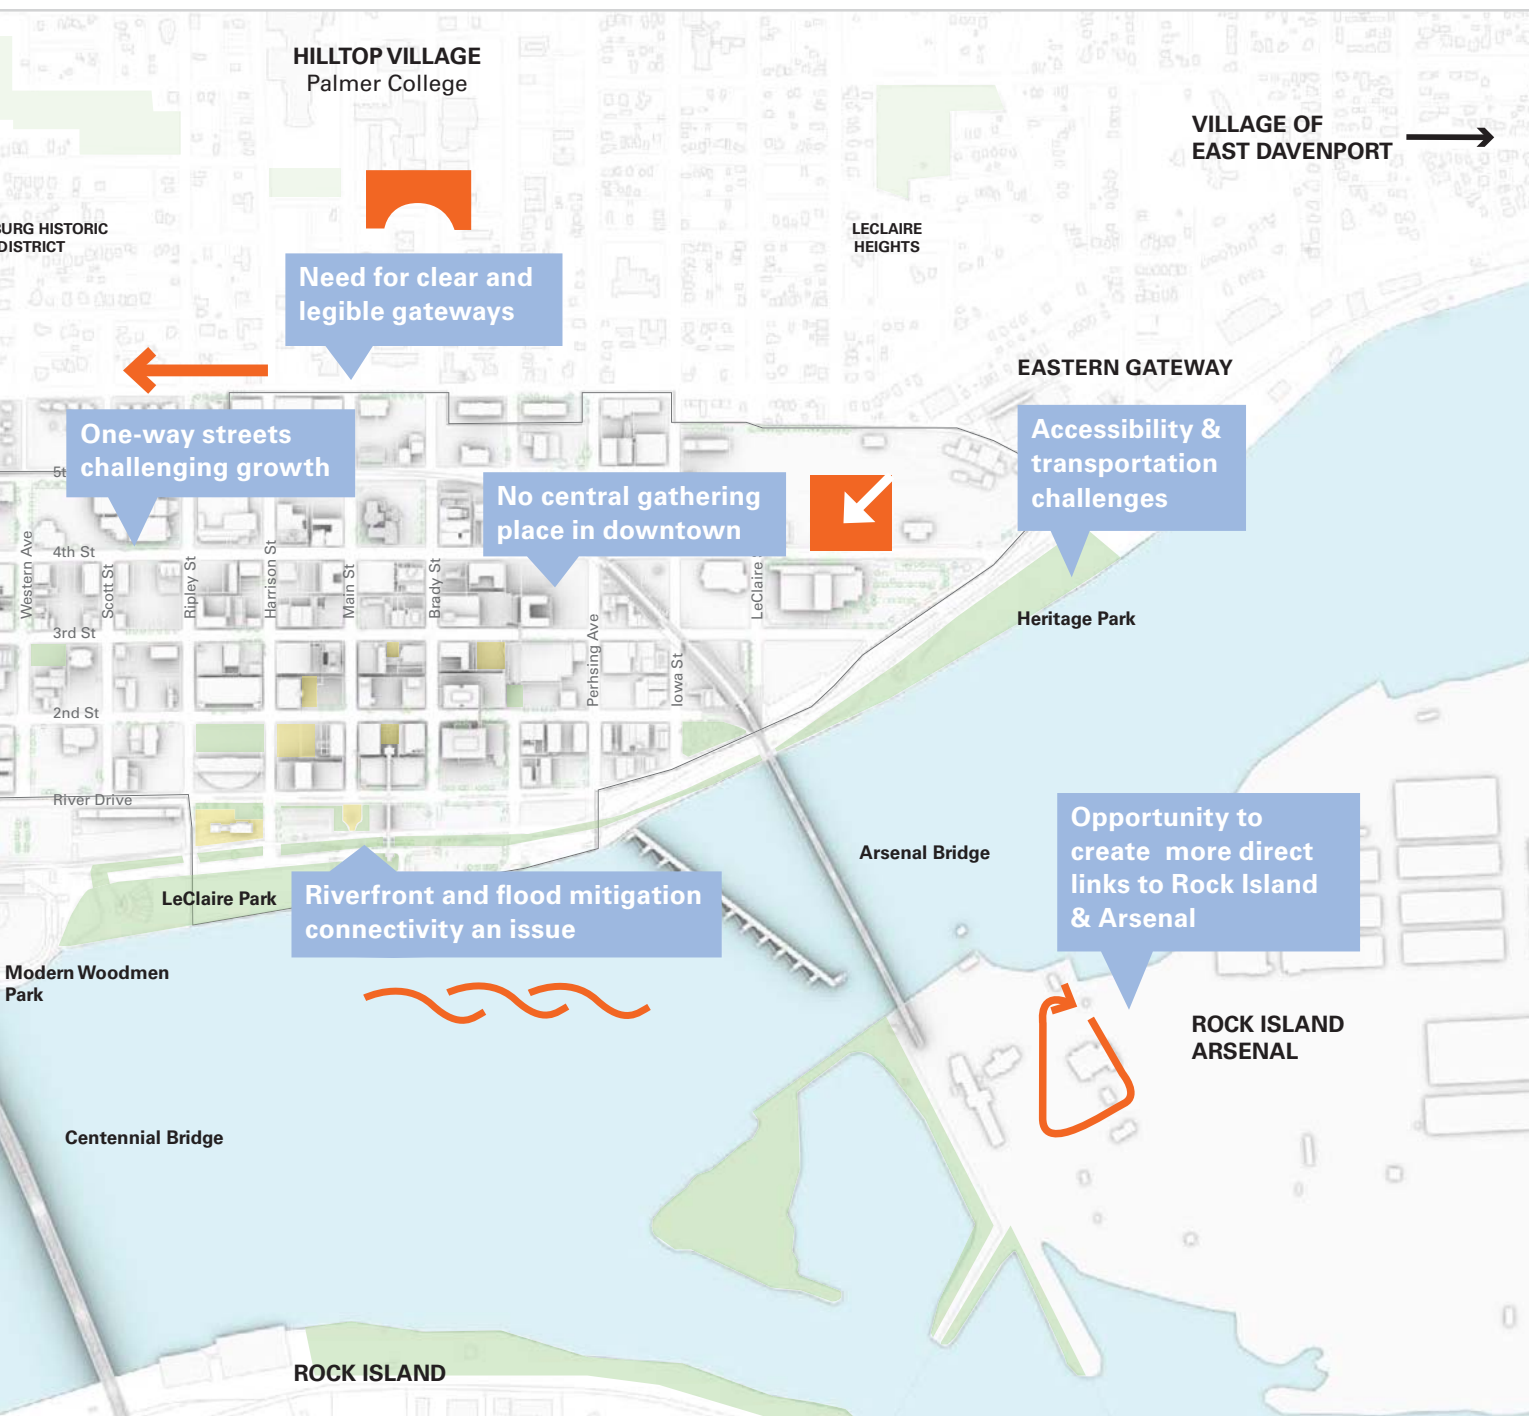 HILLTOP VILLAGE
Palmer College
VILLAGE OF
EAST DAVENPORT
HISTORIC
DISTRICT
LECLAIRE
HEIGHTS
Need for clear and
legible gateways
EASTERN GATEWAY
One-way streets
challenging growth
Accessibility &
transportation
challenges
No central gathering
place in downtown
4th St
Western Ave
Scott St
Ripley St
Harrison St
Main St
Brady St
LeClaire
3rd St
Perhsing Ave
Iowa St
Heritage Park
2nd St
River Drive
Opportunity to
create more direct
links to Rock Island
& Arsenal
Arsenal Bridge
LeClaire Park
Riverfront and flood mitigation
connectivity an issue
Modern Woodmen
Park
ROCK ISLAND
ARSENAL
Centennial Bridge
ROCK ISLAND